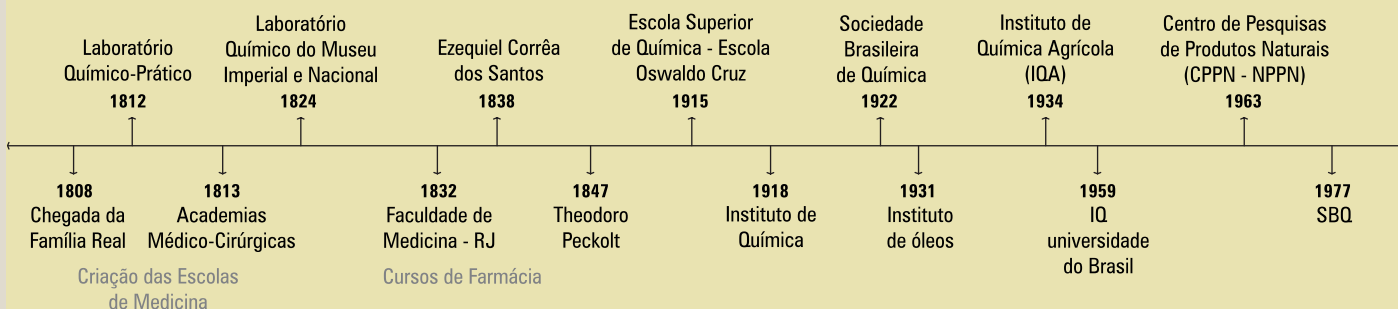 Laboratório
Químico-Prático
1812
Laboratório
Químico do Museu
Imperial e Nacional
1824
Ezequiel Corrêa
dos Santos
1838
Escola Superior
de Química - Escola
Oswaldo Cruz
1915
Sociedade
Brasileira
de Química
1922
Instituto de
Química Agrícola
(IQA)
1934
Centro de Pesquisas
de Produtos Naturais
(CPPN - NPPN)
1963
1808
Chegada da
Família Real
1813
Academias
Médico-Cirúrgicas
Criação das Escolas
de Medicina
1832
Faculdade de
Medicina - RJ
Cursos de Farmácia
1847
Theodoro
Peckolt
1918
Instituto de
Química
1931
Instituto
de óleos
1959
IQ
universidade
do Brasil
1977
SBQ